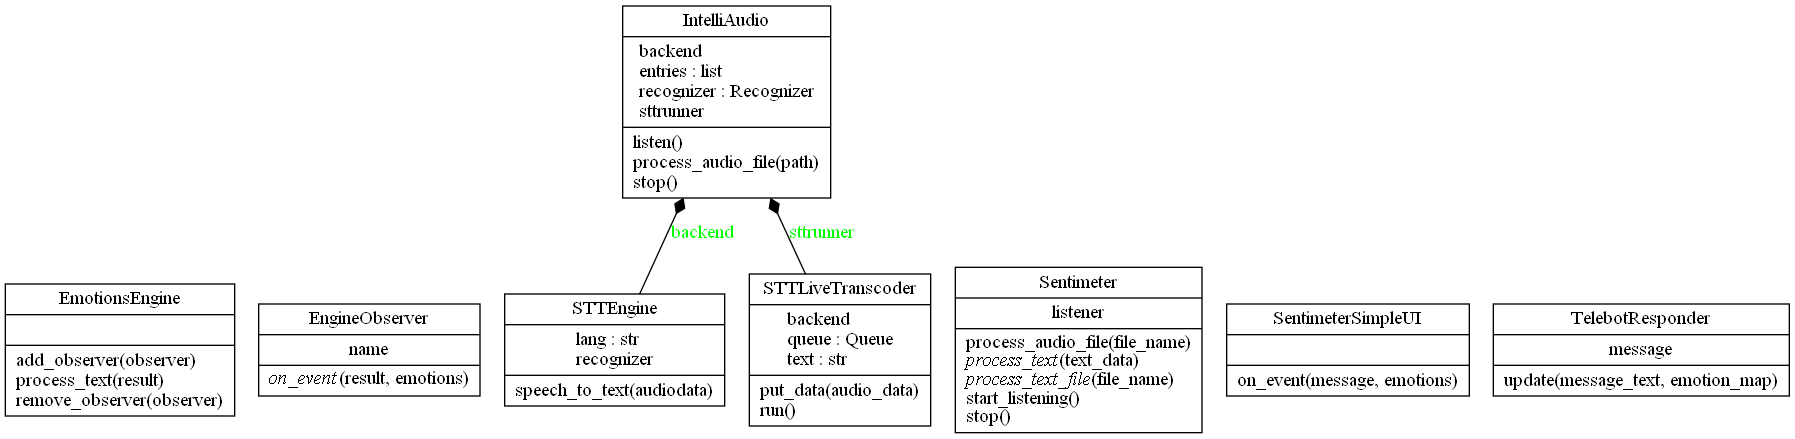 IntelliAudio
backend
entries : list
recognizer : Recognizer
sttrunner
listen()
process_audio_file(path)
stop()
backend
sttrunner
EmotionsEngine
add_observer(observer)
process_text(result)
remove_observer(observer)
EngineObserver
name
on_event(result, emotions)
STTEngine
lang : str
recognizer
speech_to_text(audiodata)
STTLiveTranscoder
backend
queue : Queue
text : str
put_data(audio_data)
run()
Sentimeter
listener
process_audio_file(file_name)
process_text(text_data)
process_text_file(file_name)
start_listening()
stop()
SentimeterSimpleUI
on_event(message, emotions)
TelebotResponder
message
update(message_text, emotion_map)